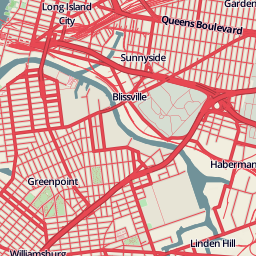 Garden
Long Island
City
Queens Boulevard
Sunnyside
Blissville
Haberman
Greenpoint
Linden Hill
Williamsburg